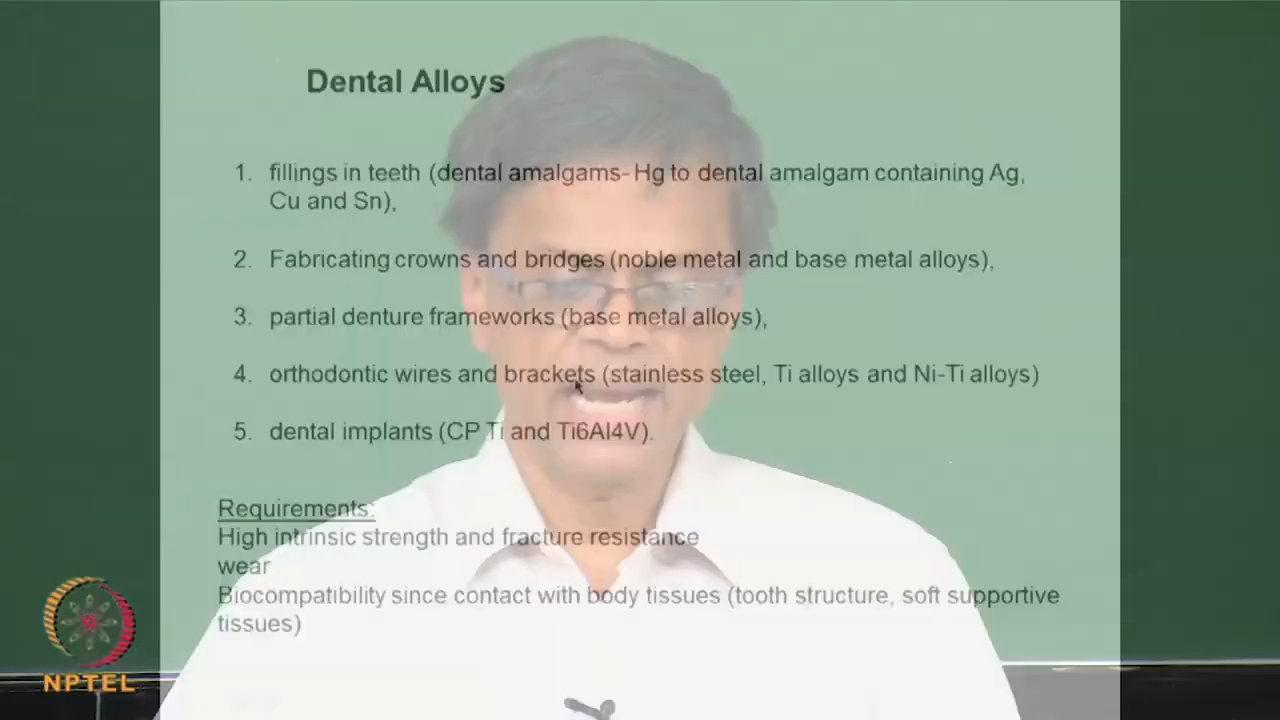 Dental Alloys
1. fillings in teeth (dental amalgams- Hg to dental amalgam containing Ag,
Cu and Sn),
2. Fabricating crowns and bridges (noble metal and base metal alloys),
3. partial denture frameworks (base metal alloys),
4. orthodontic wires and brackets (stainless steel, Ti alloys and Ni-Ti alloys)
5. dental implants (CP Ti and Ti6Al4V).
Requirements:
High intrinsic strength and fracture resistance
wear
Biocompatibility since contact with body tissues (tooth structure, soft supportive
tissues)
NPTEL